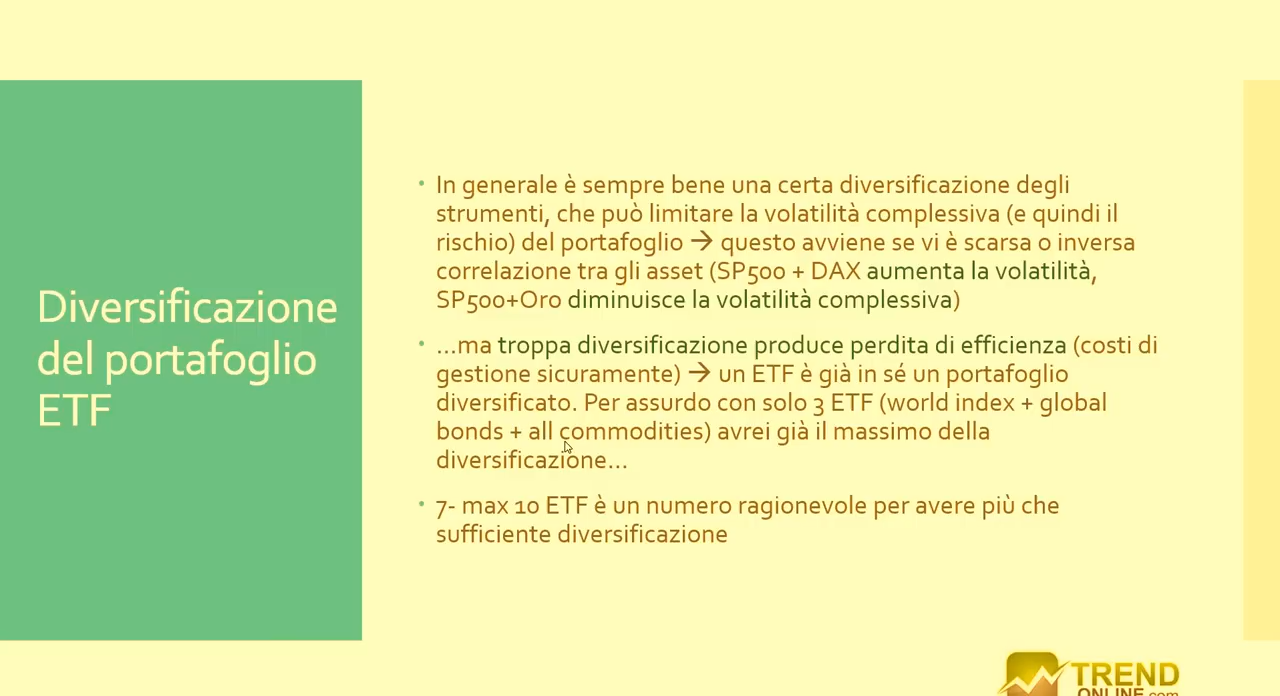 Diversificazione
del portafoglio
ETF
• In generale è sempre bene una certa diversificazione degli
strumenti, che può limitare la volatilità complessiva (e quindi il
rischio) del portafoglio → questo avviene se vi è scarsa o inversa
correlazione tra gli asset (SP500 + DAX aumenta la volatilità,
SP500+Oro diminuisce la volatilità complessiva)
• …ma troppa diversificazione produce perdita di efficienza (costi di
gestione sicuramente) → un ETF è già in sé un portafoglio
diversificato. Per assurdo con solo 3 ETF (world index + global
bonds + all commodities) avrei già il massimo della
diversificazione…
• 7- max 10 ETF è un numero ragionevole per avere più che
sufficiente diversificazione
TREND
ONLINE.com